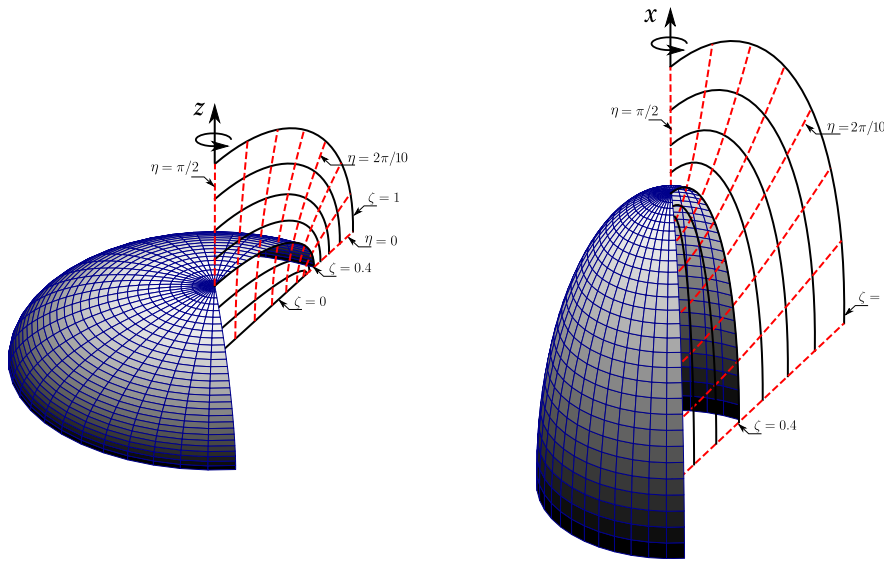 z
η = π/2
η = 2π/10
ζ = 1
η = 0
ζ = 0.4
ζ = 0
x
η = π/2
η = 2π/10
ζ =
ζ = 0.4